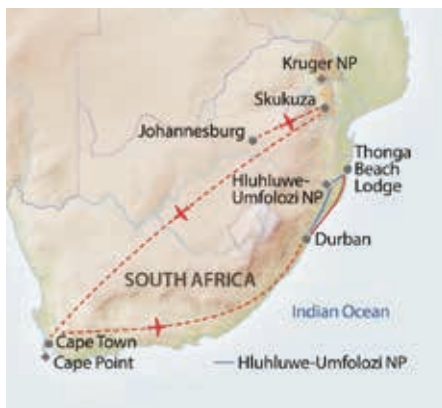 Kruger NP
Skukuza
Johannesburg
Thonga
Beach
Lodge
Hluhluwe-
Umfolozi NP
Durban
SOUTH AFRICA
Indian Ocean
Cape Town
Cape Point
Hluhluwe-Umfolozi NP